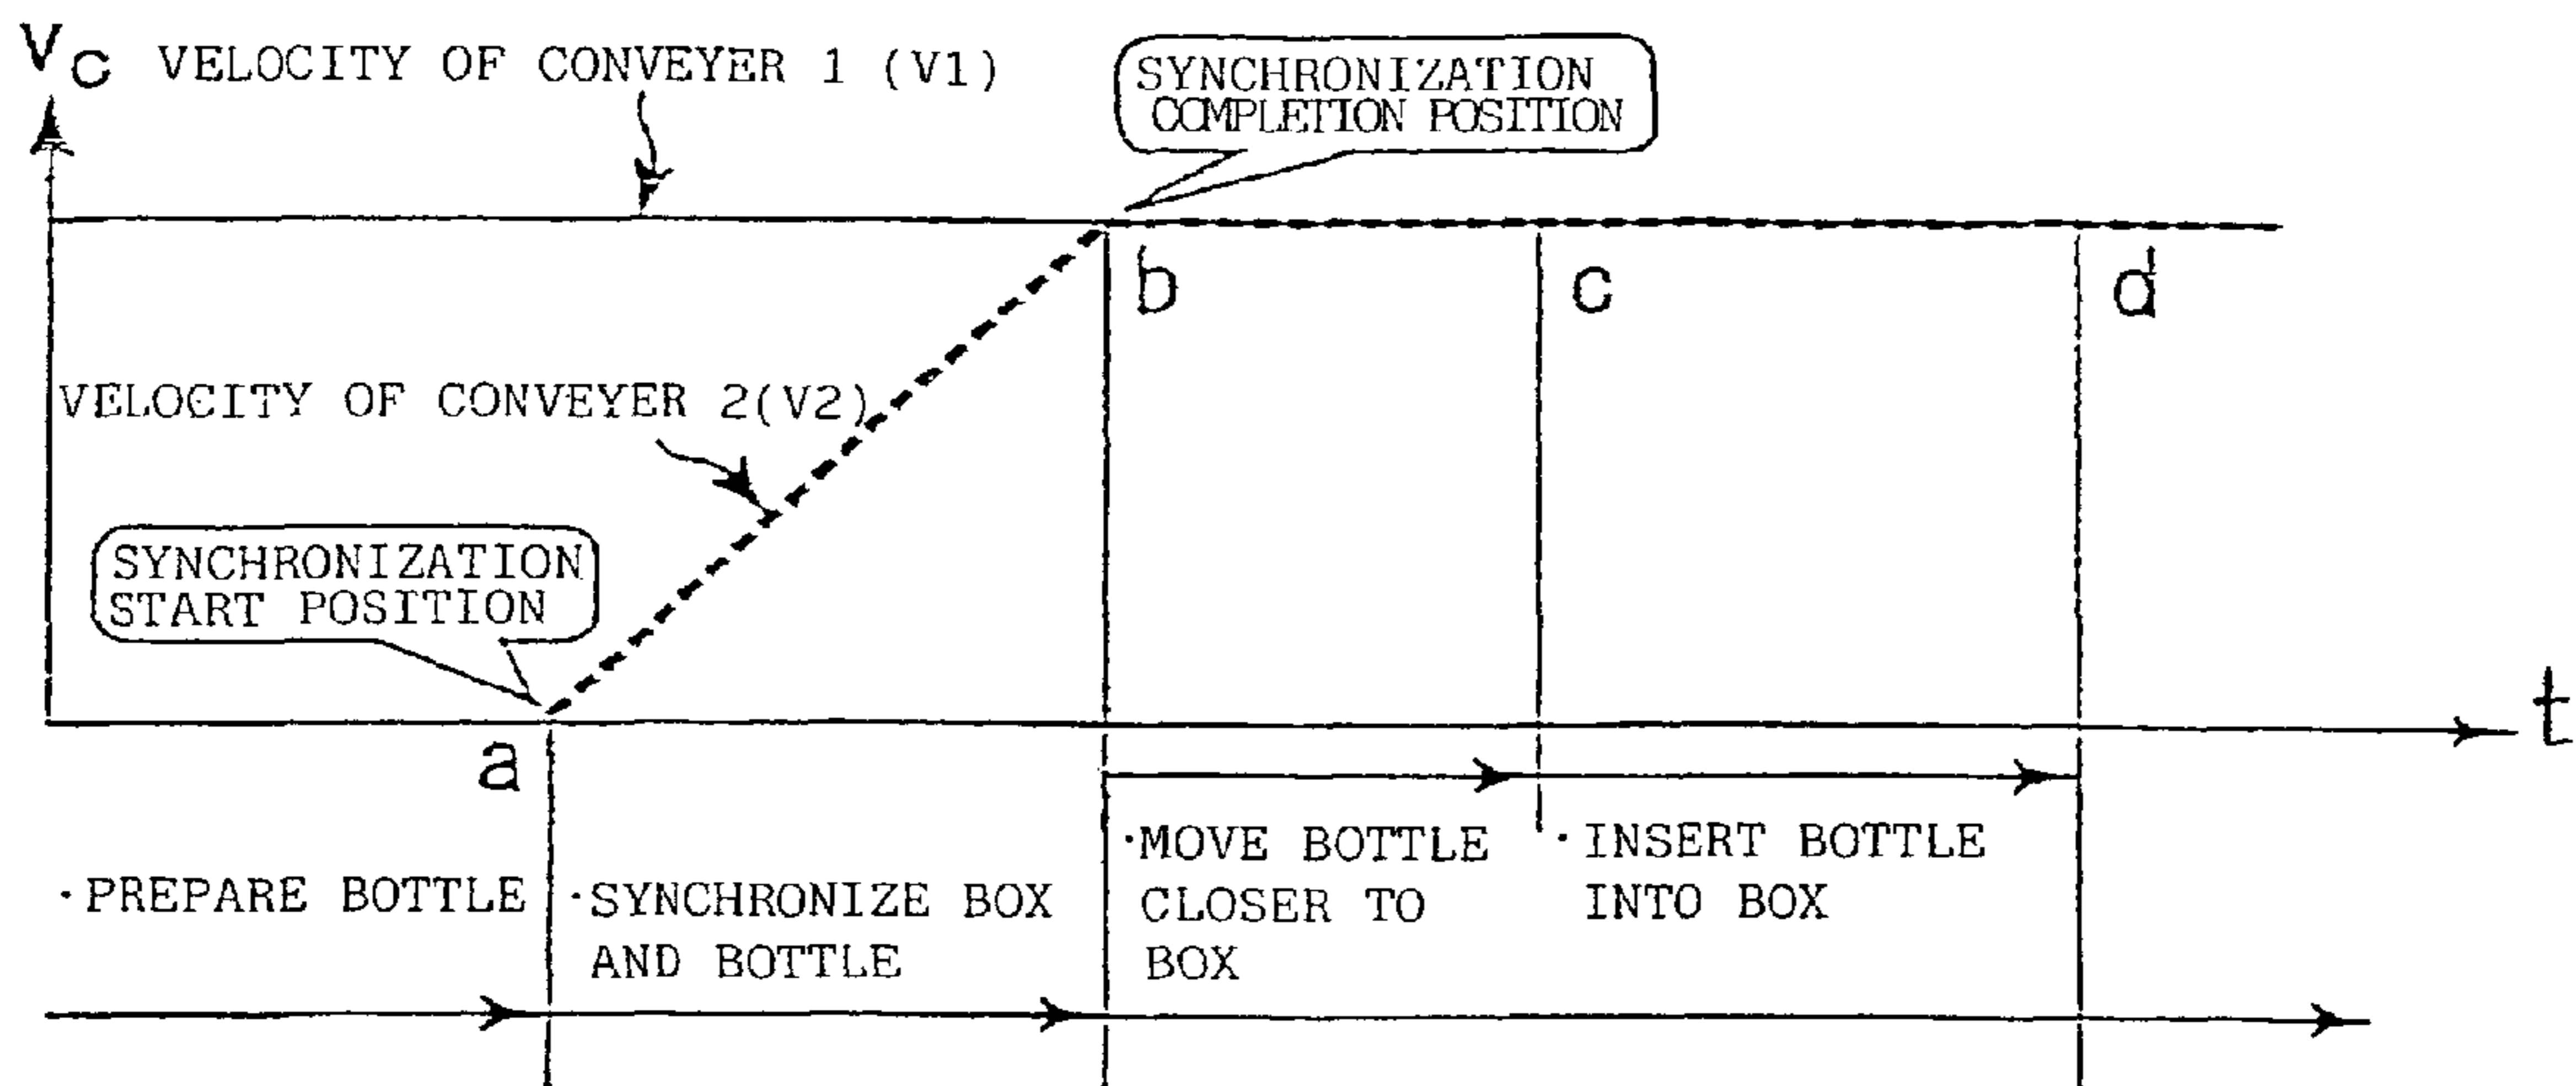 Vc VELOCITY OF CONVEYER 1 (V1)
SYNCHRONIZATION
COMPLETION POSITION
b
c
d
VELOCITY OF CONVEYER 2(V2)
SYNCHRONIZATION
START POSITION
t
a
·MOVE BOTTLE
CLOSER TO
BOX
·INSERT BOTTLE
INTO BOX
·PREPARE BOTTLE
·SYNCHRONIZE BOX
AND BOTTLE